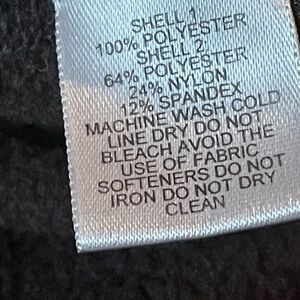 SHELL 1
100% POLYESTER
SHELL 2
64% POLYESTER
24% NYLON
12% SPANDEX
MACHINE WASH COLD
LINE DRY DO NOT
BLEACH AVOID THE
USE OF FABRIC
SOFTENERS DO NOT
IRON DO NOT DRY
CLEAN